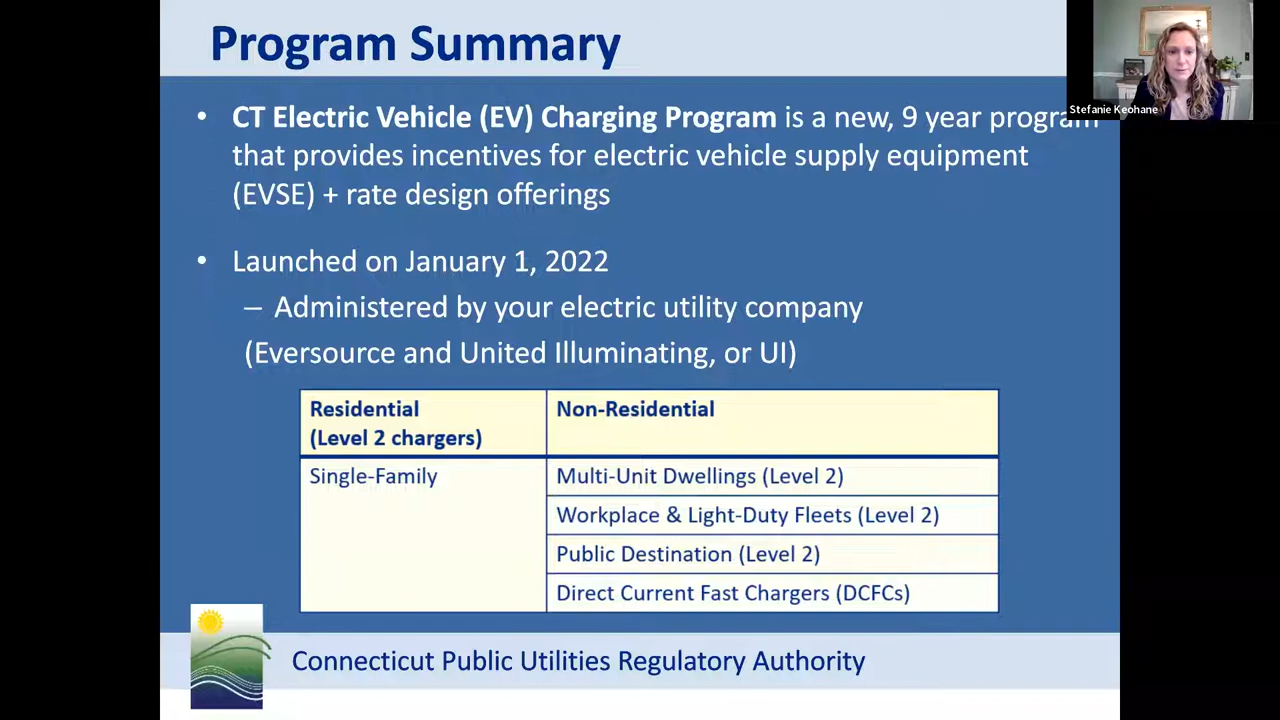 Program Summary
Stefanie Keohane
• CT Electric Vehicle (EV) Charging Program is a new, 9 year program
that provides incentives for electric vehicle supply equipment
(EVSE) + rate design offerings
• Launched on January 1, 2022
– Administered by your electric utility company
(Eversource and United Illuminating, or UI)
Residential
(Level 2 chargers)
Non-Residential
Single-Family
Multi-Unit Dwellings (Level 2)
Workplace & Light-Duty Fleets (Level 2)
Public Destination (Level 2)
Direct Current Fast Chargers (DCFCs)
Connecticut Public Utilities Regulatory Authority